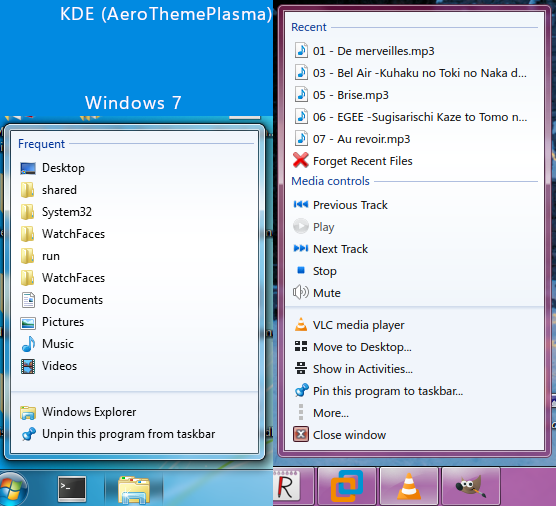 KDE (AeroThemePlasma)
Windows 7
Frequent
Desktop
shared
System32
WatchFaces
run
WatchFaces
Documents
Pictures
Music
Videos
Windows Explorer
Unpin this program from taskbar
Recent
01 - De merveilles.mp3
03 - Bel Air -Kuhaku no Toki no Naka d...
05 - Brise.mp3
06 - EGEE -Sugisarischi Kaze to Tomo n...
07 - Au revoir.mp3
Forget Recent Files
Media controls
Previous Track
Play
Next Track
Stop
Mute
VLC media player
Move to Desktop...
Show in Activities...
Pin this program to taskbar...
More...
Close window
R